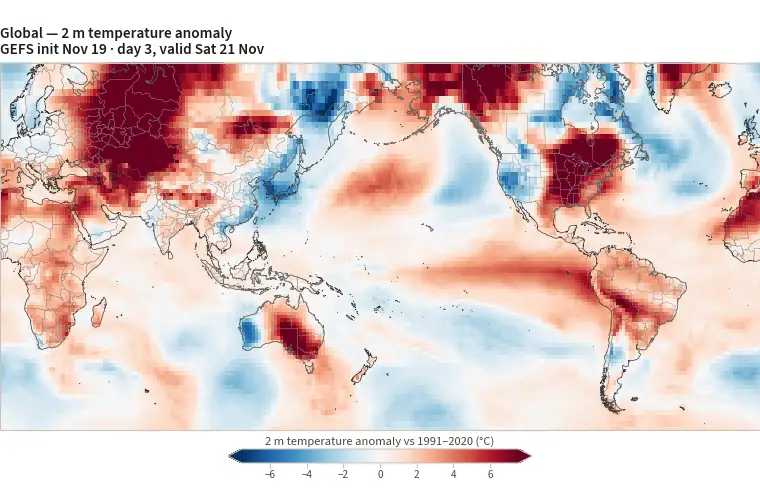 Global — 2 m temperature anomaly
GEFS init Nov 19 · day 3, valid Sat 21 Nov
2 m temperature anomaly vs 1991–2020 (°C)
−6 −4 −2 0 2 4 6